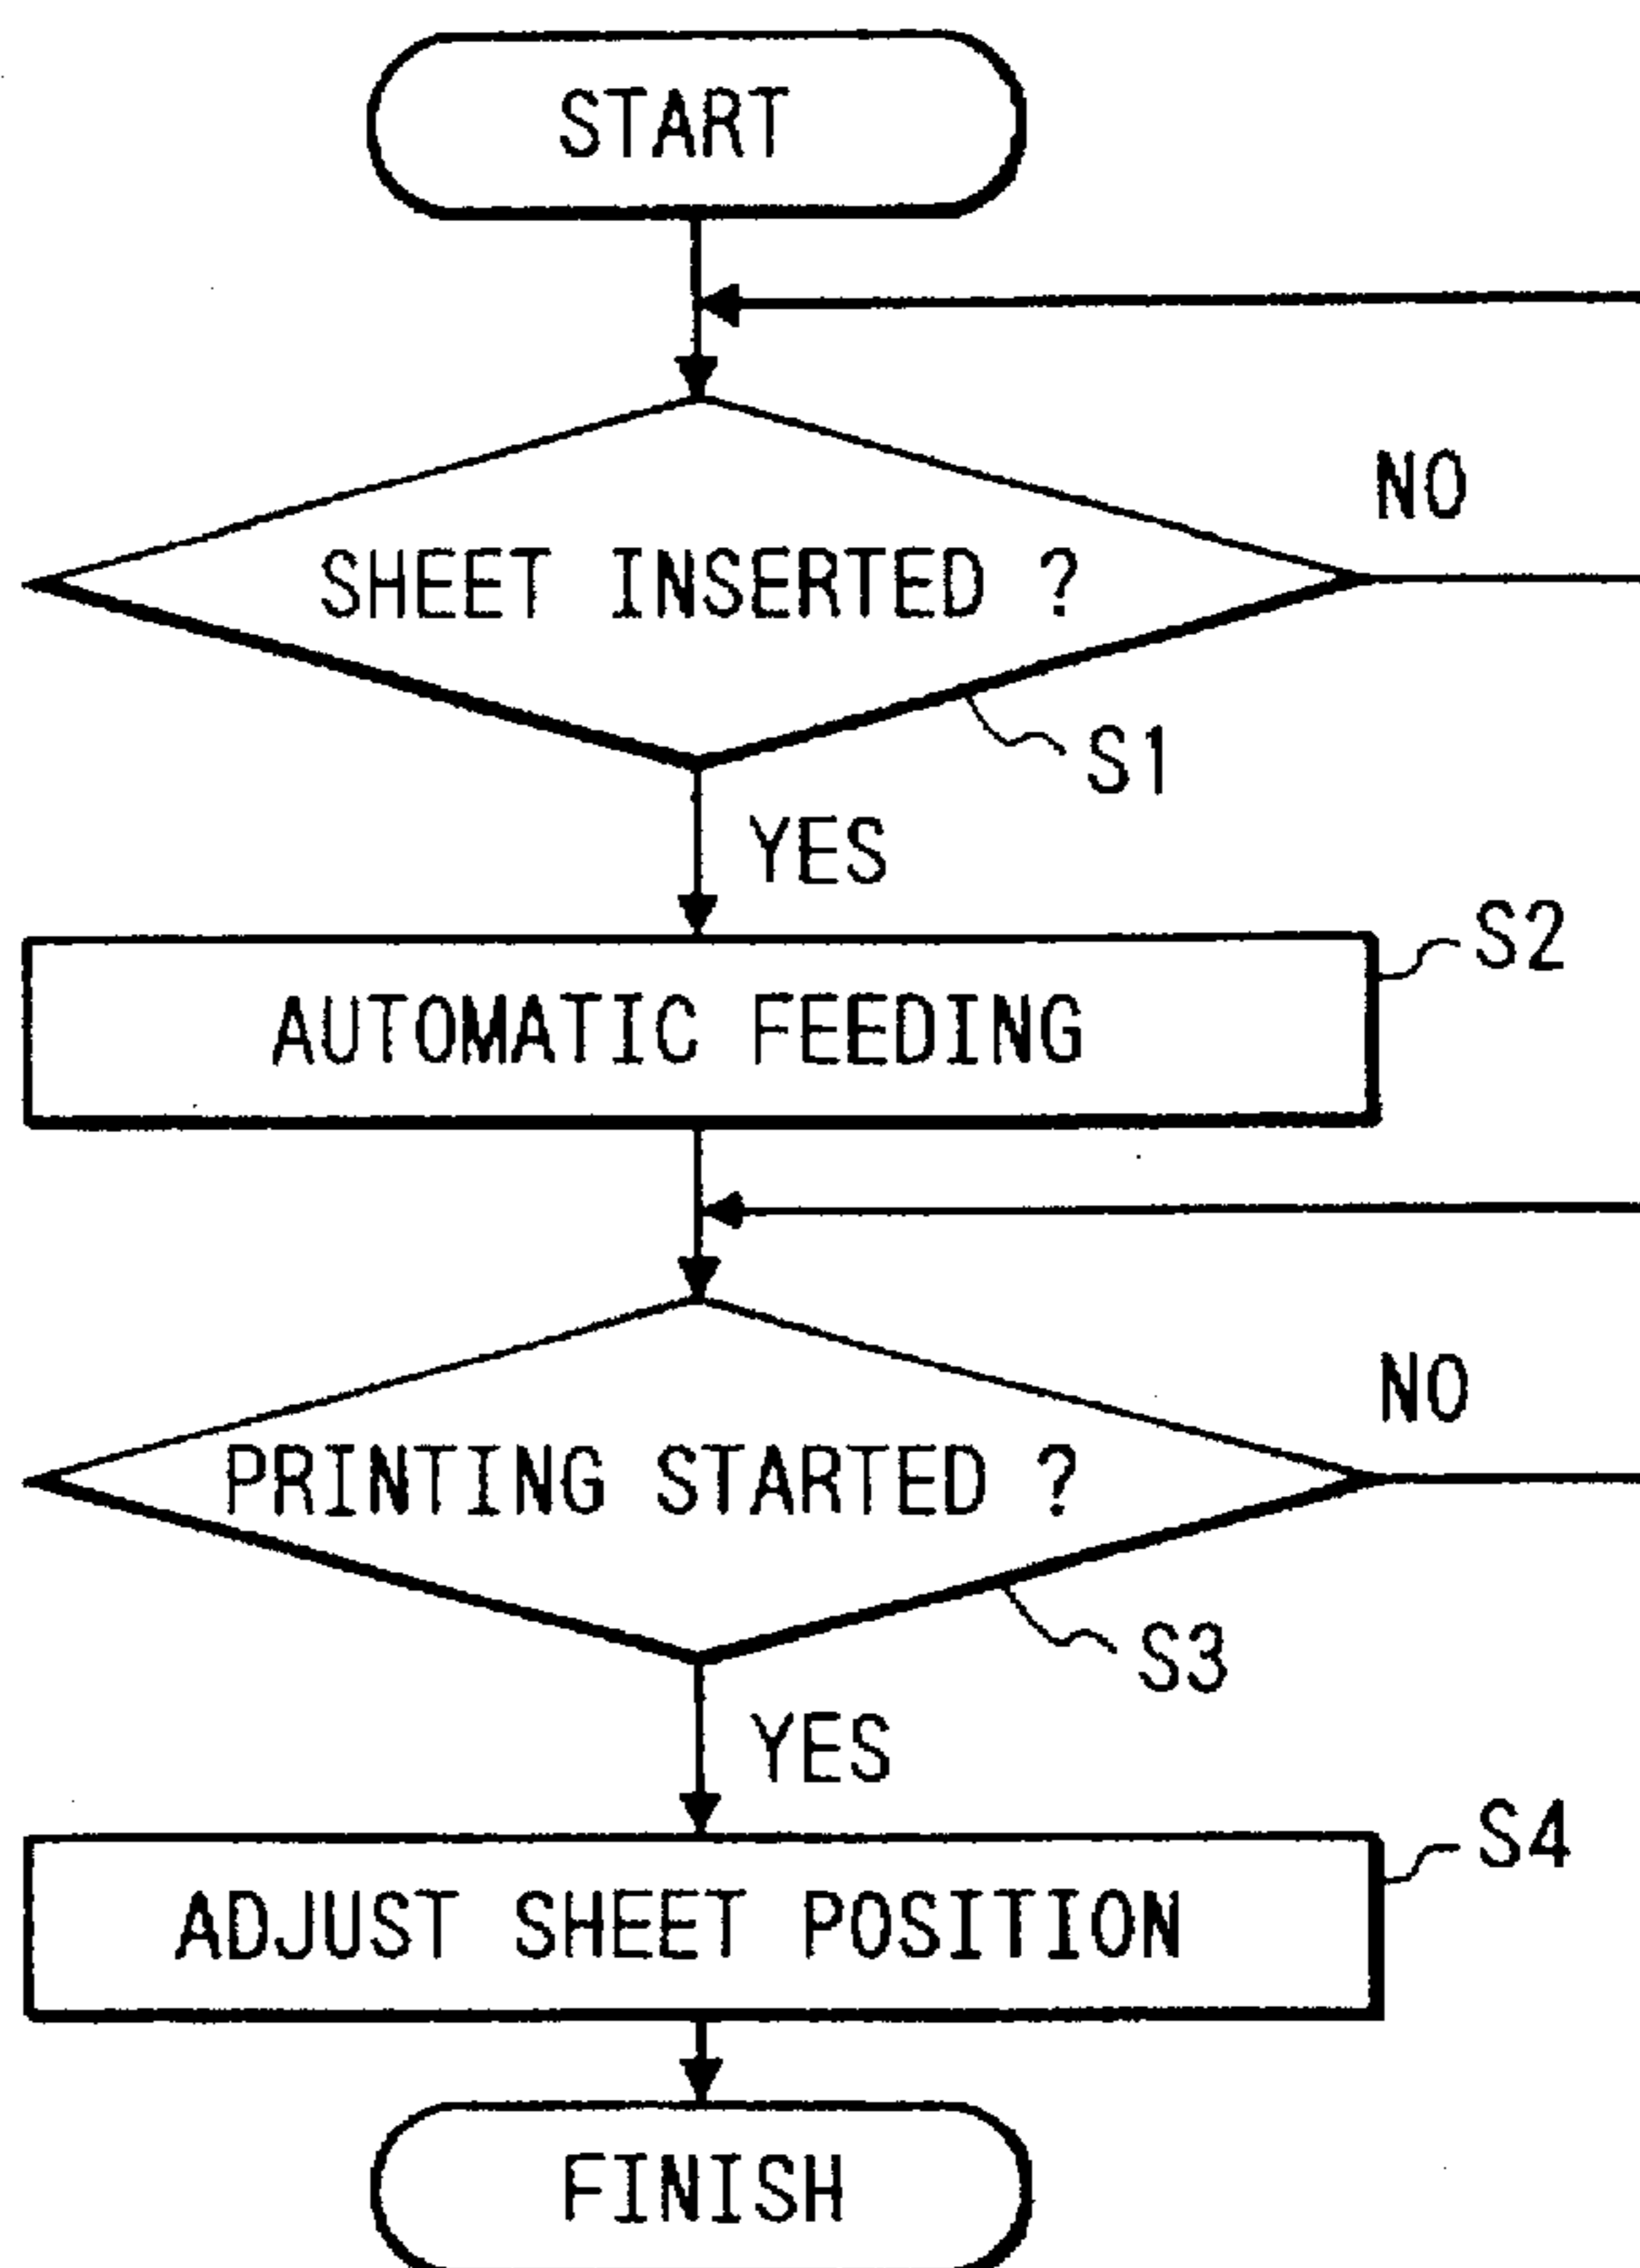 START
NO
SHEET INSERTED ?
S1
YES
S2
AUTOMATIC FEEDING
NO
PRINTING STARTED ?
S3
YES
S4
ADJUST SHEET POSITION
FINISH